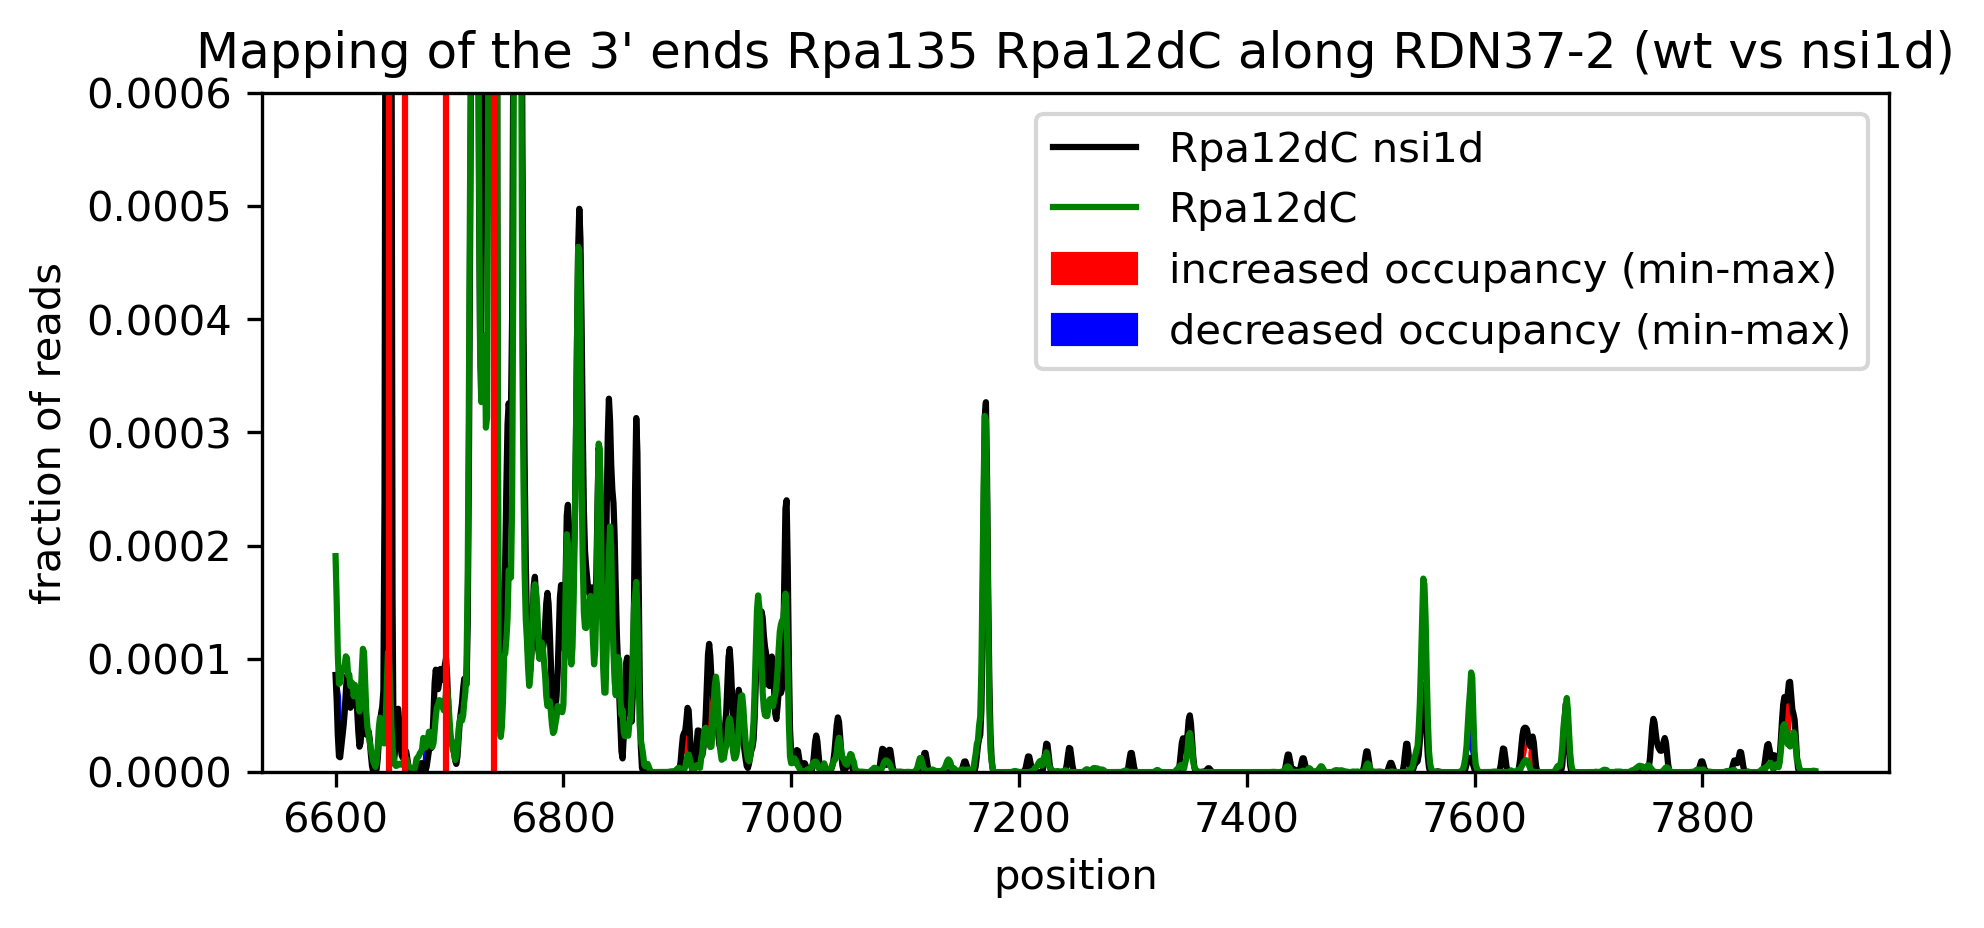 Mapping of the 3' ends Rpa135 Rpa12dC along RDN37-2 (wt vs nsi1d)
0.0006
0.0005
0.0004
0.0003
0.0002
0.0001
0.0000
fraction of reads
Rpa12dC nsi1d
Rpa12dC
increased occupancy (min-max)
decreased occupancy (min-max)
6600 6800 7000 7200 7400 7600 7800
position